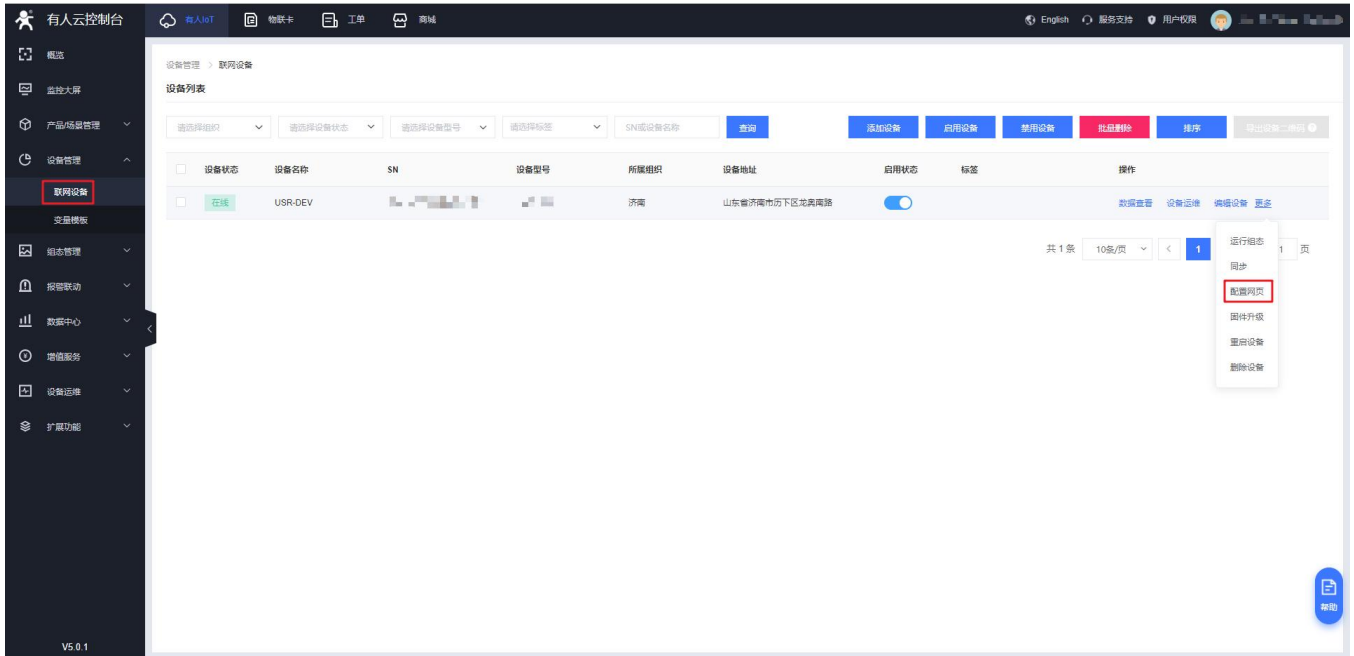 有人云控制台
有人IoT 物联卡 工单 商城 English 服务支持 用户权限
概览
监控大屏
产品/场景管理
设备管理
联网设备
变量模板
组态管理
报警联动
数据中心
增值服务
设备运维
扩展功能
V5.0.1
设备管理 > 联网设备
设备列表
请选择组织 请选择设备状态 请选择设备型号 请选择标签 SN或设备名称 查询 添加设备 启用设备 禁用设备 批量删除 排序 导出设备二维码
设备状态 设备名称 SN 设备型号 所属组织 设备地址 启用状态 标签 操作
在线 USR-DEV 济南 山东省济南市历下区龙奥南路 数据查看 设备运维 编辑设备 更多
共1条 10条/页 < 1 1 页
运行组态
同步
配置网页
固件升级
重启设备
删除设备
帮助